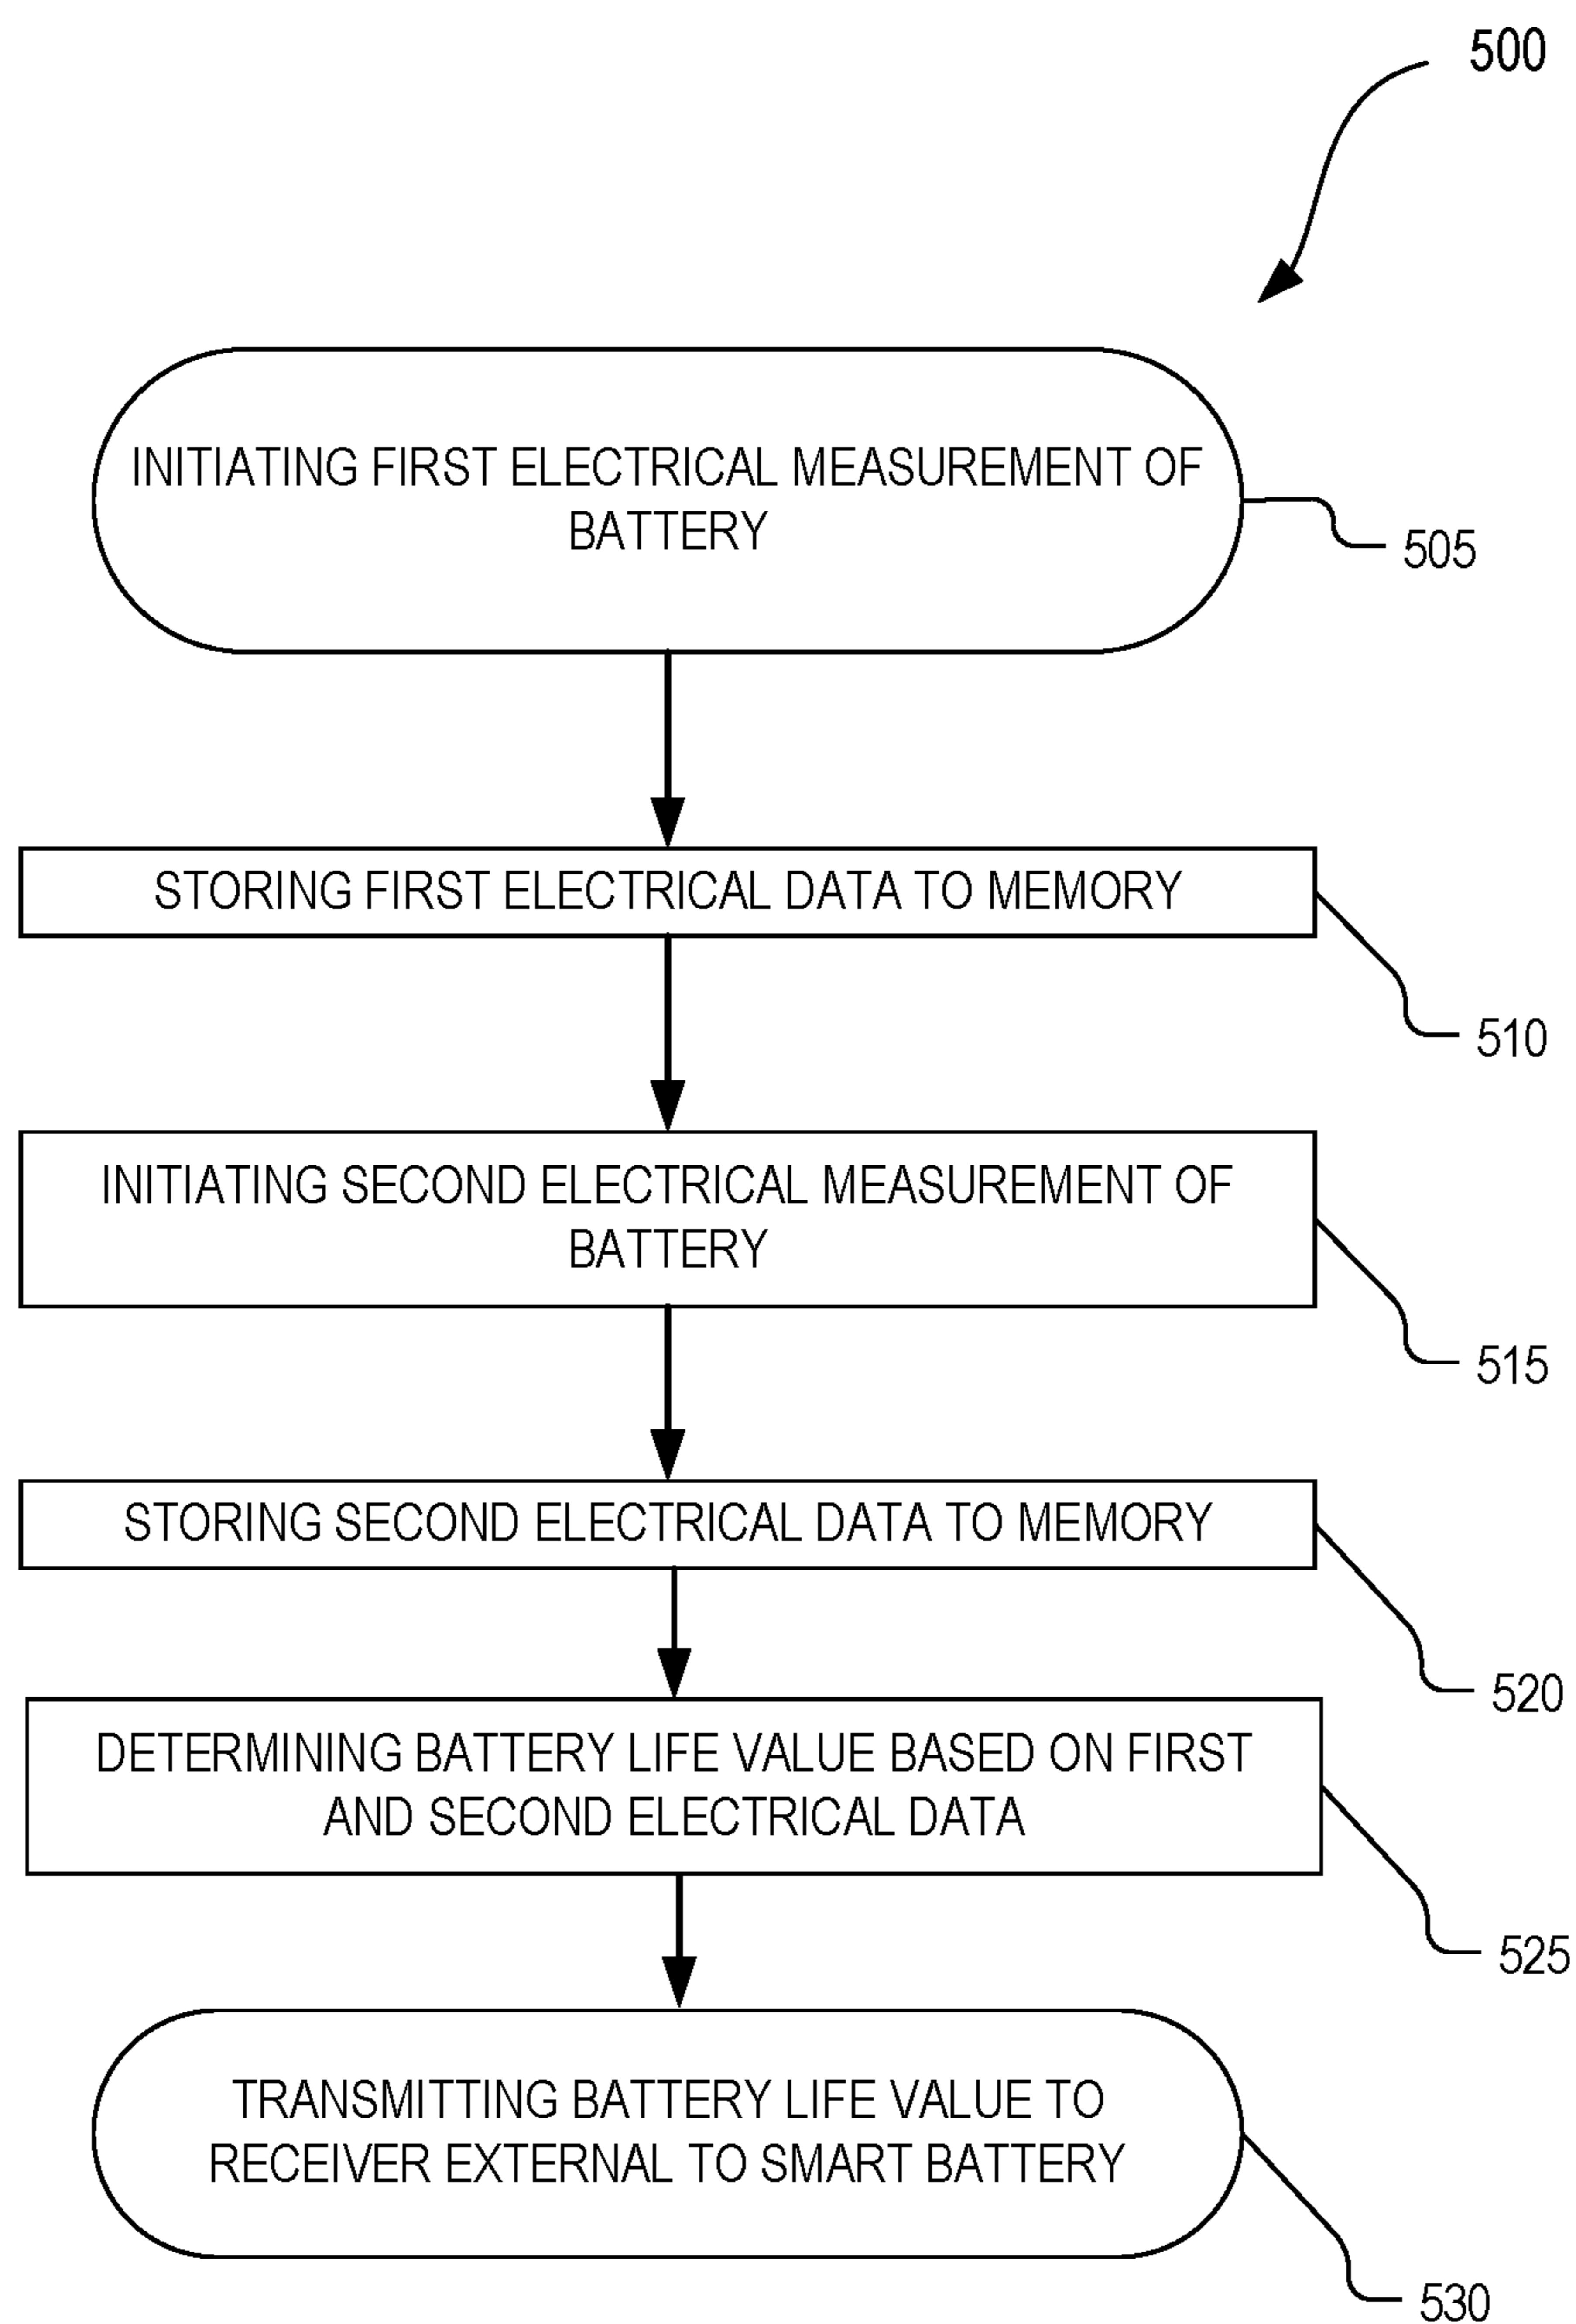 500
INITIATING FIRST ELECTRICAL MEASUREMENT OF
BATTERY
505
STORING FIRST ELECTRICAL DATA TO MEMORY
510
INITIATING SECOND ELECTRICAL MEASUREMENT OF
BATTERY
515
STORING SECOND ELECTRICAL DATA TO MEMORY
520
DETERMINING BATTERY LIFE VALUE BASED ON FIRST
AND SECOND ELECTRICAL DATA
525
TRANSMITTING BATTERY LIFE VALUE TO
RECEIVER EXTERNAL TO SMART BATTERY
530